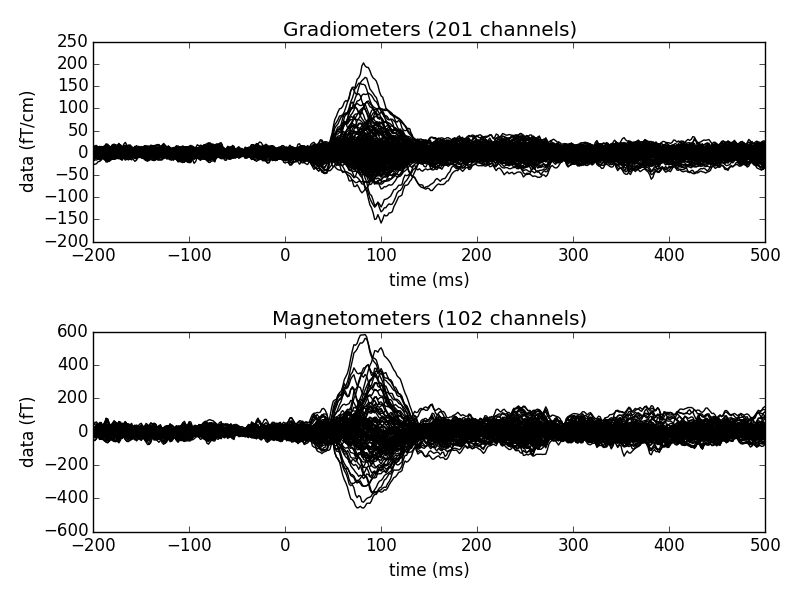 Gradiometers (201 channels)
250
200
150
100
50
0
−50
−100
−150
−200
data (fT/cm)
−200 −100 0 100 200 300 400 500
time (ms)
Magnetometers (102 channels)
600
400
200
0
−200
−400
−600
data (fT)
−200 −100 0 100 200 300 400 500
time (ms)